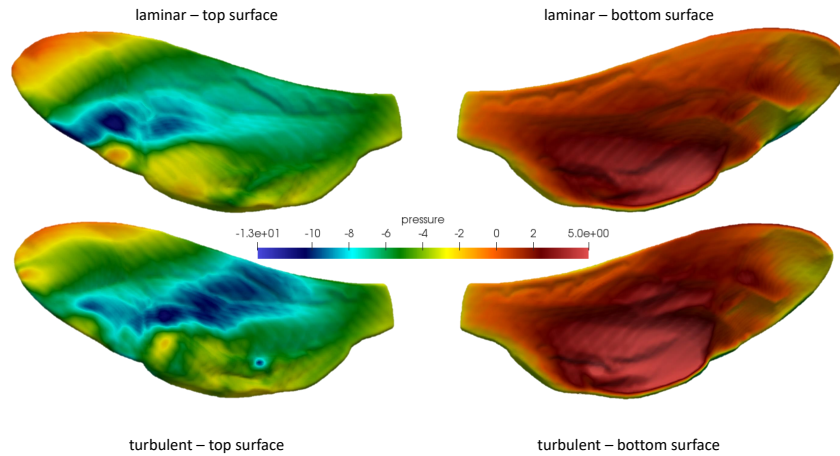 laminar – top surface
laminar – bottom surface
pressure
-1.3e+01 -10 -8 -6 -4 -2 0 2 5.0e+00
turbulent – top surface
turbulent – bottom surface